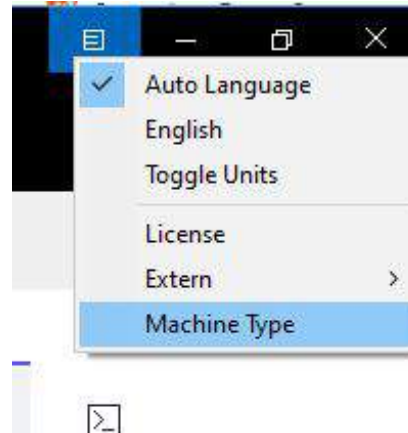 Auto Language
English
Toggle Units
License
Extern
Machine Type